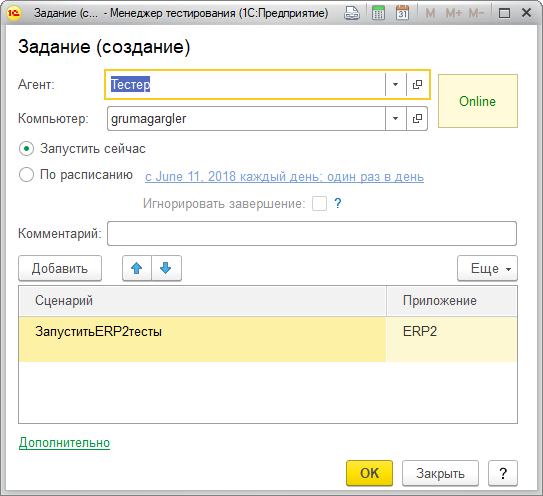 Задание (с... - Менеджер тестирования (1С:Предприятие)
M M+ M-
Задание (создание)
Агент: Тестер
Online
Компьютер: grumagargler
Запустить сейчас
По расписанию с June 11, 2018 каждый день; один раз в день
Игнорировать завершение: ?
Комментарий:
Добавить Еще
Сценарий Приложение
ЗапуститьERP2тесты ERP2
Дополнительно
OK Закрыть ?